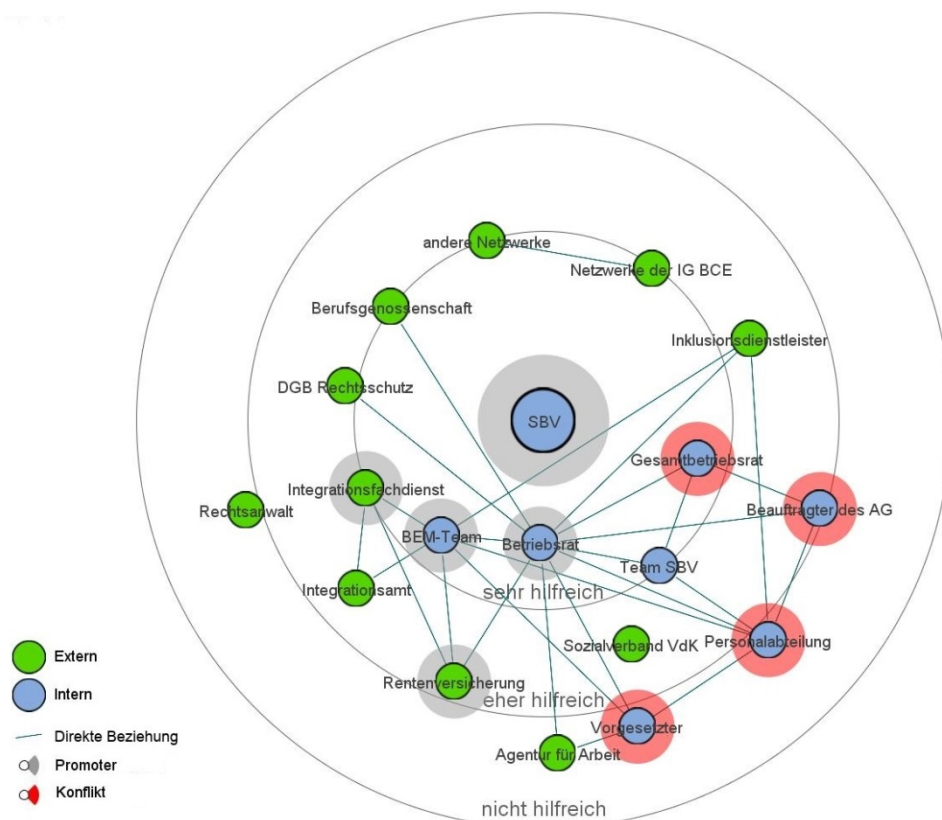 andere Netzwerke
Netzwerke der IG BCE
Berufsgenossenschaft
Inklusionsdienstleister
DGB Rechtsschutz
SBV
Gesamtbetriebsrat
Integrationsfachdienst
Rechtsanwalt
Beauftragter des AG
BEM-Team
Betriebsrat
Team SBV
Integrationsamt
sehr hilfreich
Sozialverband VdK
Personalabteilung
Rentenversicherung
eher hilfreich
Vorgesetzter
Agentur für Arbeit
nicht hilfreich
Extern
Intern
Direkte Beziehung
Promoter
Konflikt